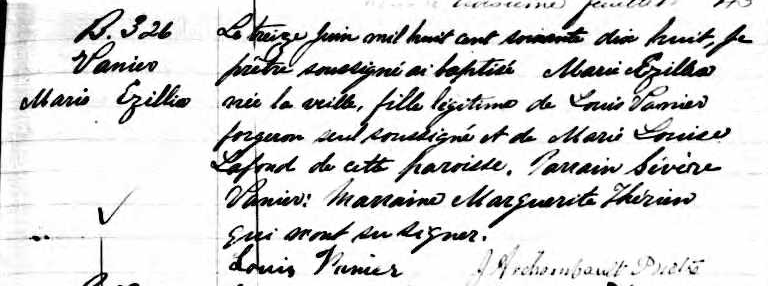 B. 326
Vanier
Marie Ezillia
Le treize Juin mil huit cent soixante dix huit, je
prêtre soussigné ai baptisé Marie Ezillia
née la veille, fille légitime de Louis Vanier
forgeron seul soussigné et de Marie Louise
Lafond de cette paroisse. Parrain Sévère
Vanier: Marraine Marguerite Thérien
qui n'ont su signer.
Louis Vanier J Archambault Ptre